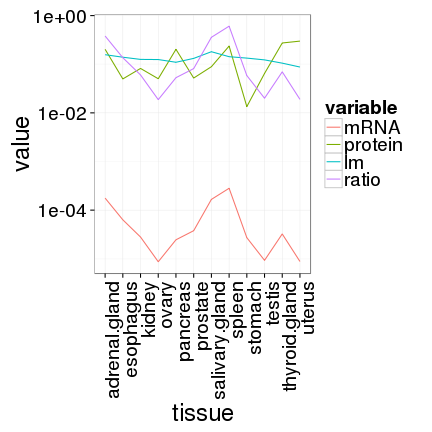 1e+00
1e-02
1e-04
value
adrenal.gland
esophagus
kidney
ovary
pancreas
prostate
salivary.gland
spleen
stomach
testis
thyroid.gland
uterus
tissue
variable
mRNA
protein
lm
ratio